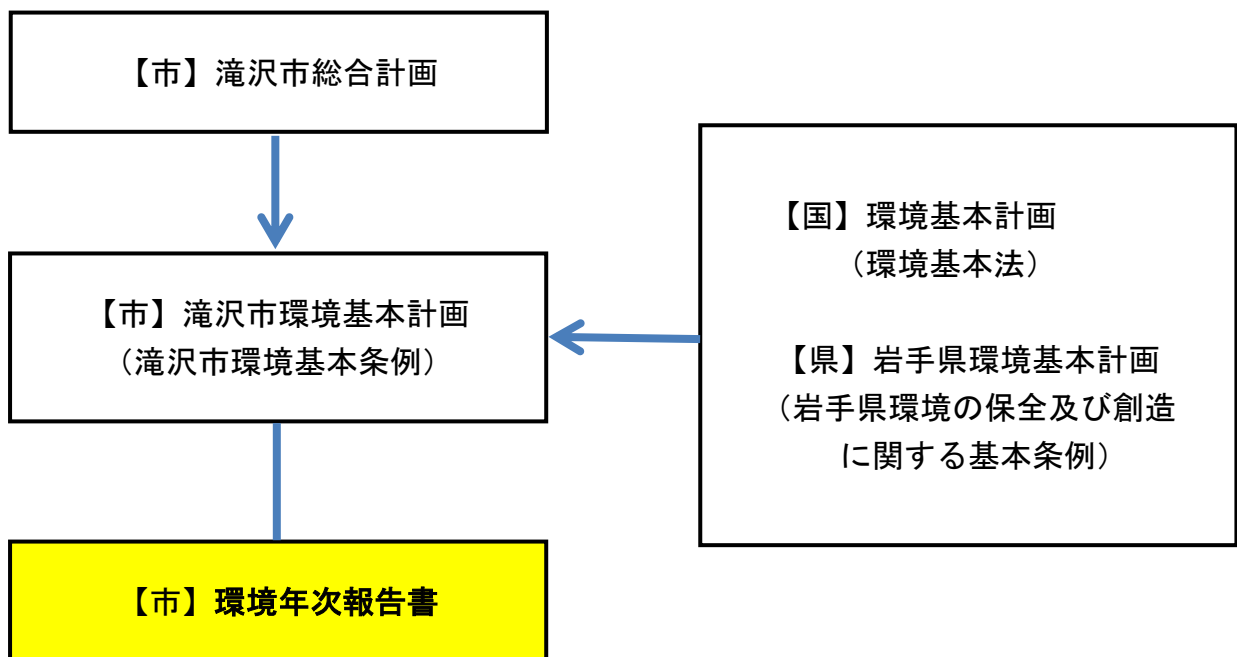 【市】滝沢市総合計画
【市】滝沢市環境基本計画
（滝沢市環境基本条例）
【市】環境年次報告書
【国】環境基本計画
（環境基本法）
【県】岩手県環境基本計画
（岩手県環境の保全及び創造
に関する基本条例）